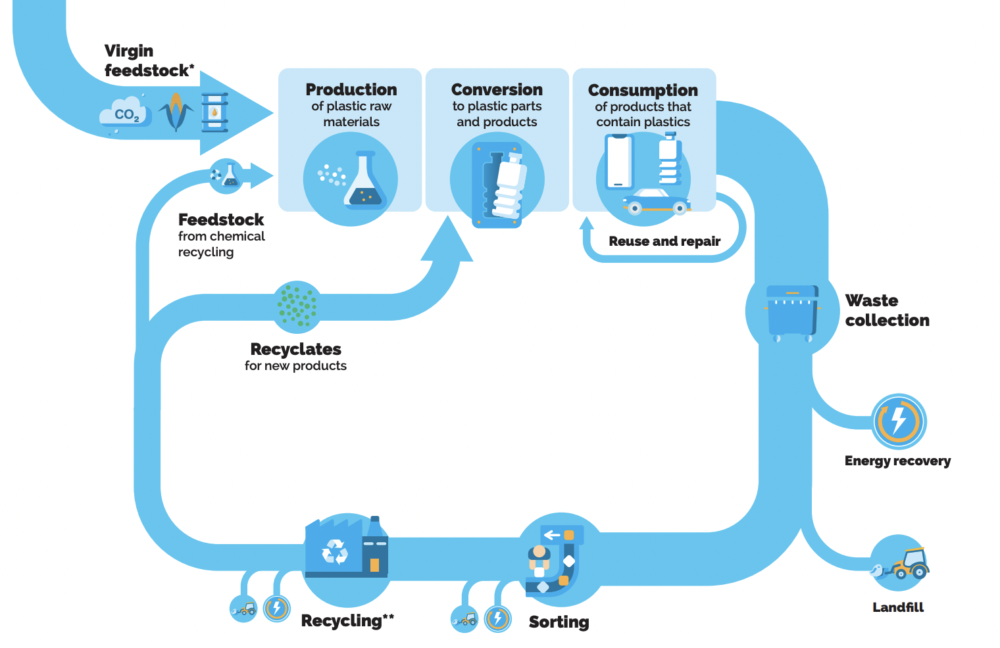 Virgin
feedstock*
CO₂
Production
of plastic raw
materials
Conversion
to plastic parts
and products
Consumption
of products that
contain plastics
Feedstock
from chemical
recycling
Reuse and repair
Recyclates
for new products
Waste
collection
Energy recovery
Landfill
Recycling**
Sorting